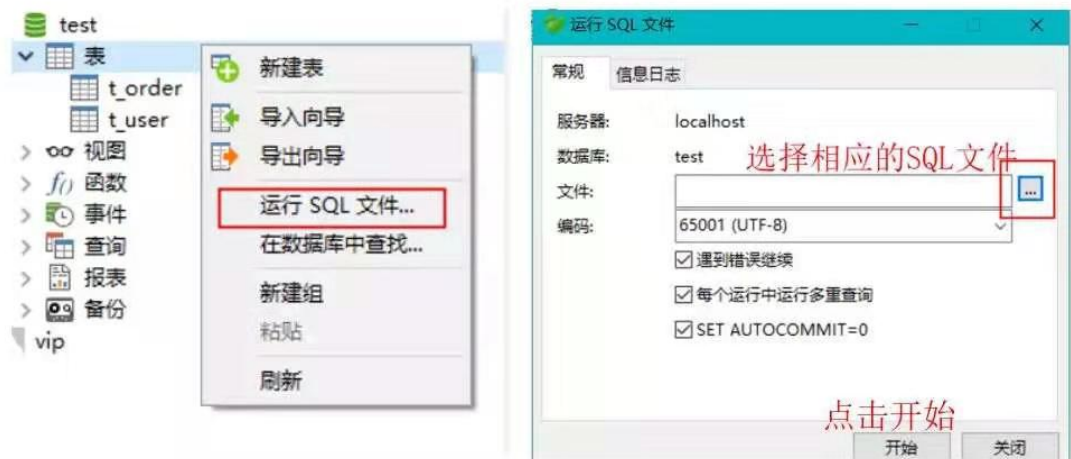 test
表
t_order
t_user
视图
函数
事件
查询
报表
备份
vip
新建表
导入向导
导出向导
运行 SQL 文件...
在数据库中查找...
新建组
粘贴
刷新
运行 SQL 文件
常规 信息日志
服务器: localhost
数据库: test
选择相应的SQL文件
文件: ...
编码: 65001 (UTF-8)
遇到错误继续
每个运行中运行多重查询
SET AUTOCOMMIT=0
点击开始
开始 关闭